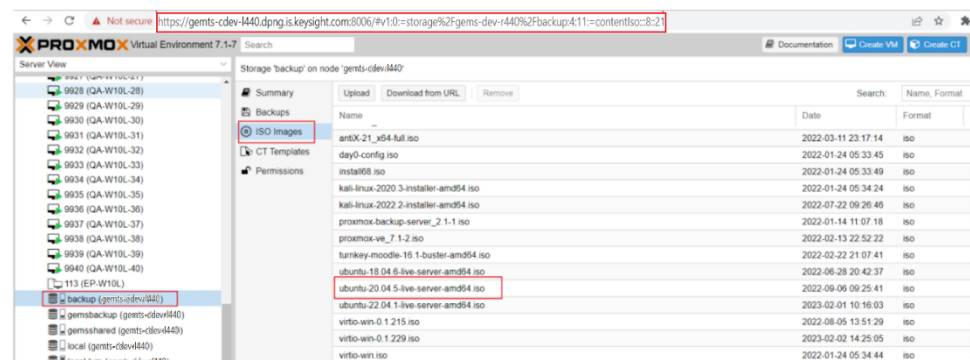 Not secure https://gemts-cdev-l440.dpng.is.keysight.com:8006/#v1:0:=storage%2Fgems-dev-r440%2Fbackup:4:11:=contentIso:::8::21
PROXMOX Virtual Environment 7.1-7 Search Documentation Create VM Create CT
Server View
Storage 'backup' on node 'gemts-cdev-l440'
9927 (QA-W10L-27)
9928 (QA-W10L-28)
9929 (QA-W10L-29)
9930 (QA-W10L-30)
9931 (QA-W10L-31)
9932 (QA-W10L-32)
9933 (QA-W10L-33)
9934 (QA-W10L-34)
9935 (QA-W10L-35)
9936 (QA-W10L-36)
9937 (QA-W10L-37)
9938 (QA-W10L-38)
9939 (QA-W10L-39)
9940 (QA-W10L-40)
113 (EP-W10L)
backup (gemts-cdev-l440)
gemsbackup (gemts-cdev-l440)
gemsshared (gemts-cdev-l440)
local (gemts-cdev-l440)
Summary
Backups
ISO Images
CT Templates
Permissions
Upload Download from URL Remove Search: Name, Format
Name Date Format
antiX-21_x64-full.iso 2022-03-11 23:17:14 iso
day0-config.iso 2022-01-24 05:33:45 iso
install68.iso 2022-01-24 05:33:49 iso
kali-linux-2020.3-installer-amd64.iso 2022-01-24 05:34:24 iso
kali-linux-2022.2-installer-amd64.iso 2022-07-22 09:26:46 iso
proxmox-backup-server_2.1-1.iso 2022-01-14 11:07:18 iso
proxmox-ve_7.1-2.iso 2022-02-13 22:52:22 iso
turnkey-moodle-16.1-buster-amd64.iso 2022-02-22 21:07:41 iso
ubuntu-18.04.6-live-server-amd64.iso 2022-06-28 20:42:37 iso
ubuntu-20.04.5-live-server-amd64.iso 2022-09-06 09:25:41 iso
ubuntu-22.04.1-live-server-amd64.iso 2023-02-01 10:16:03 iso
virtio-win-0.1.215.iso 2022-08-05 13:51:29 iso
virtio-win-0.1.229.iso 2023-02-02 14:25:05 iso
virtio-win.iso 2022-01-24 05:34:44 iso